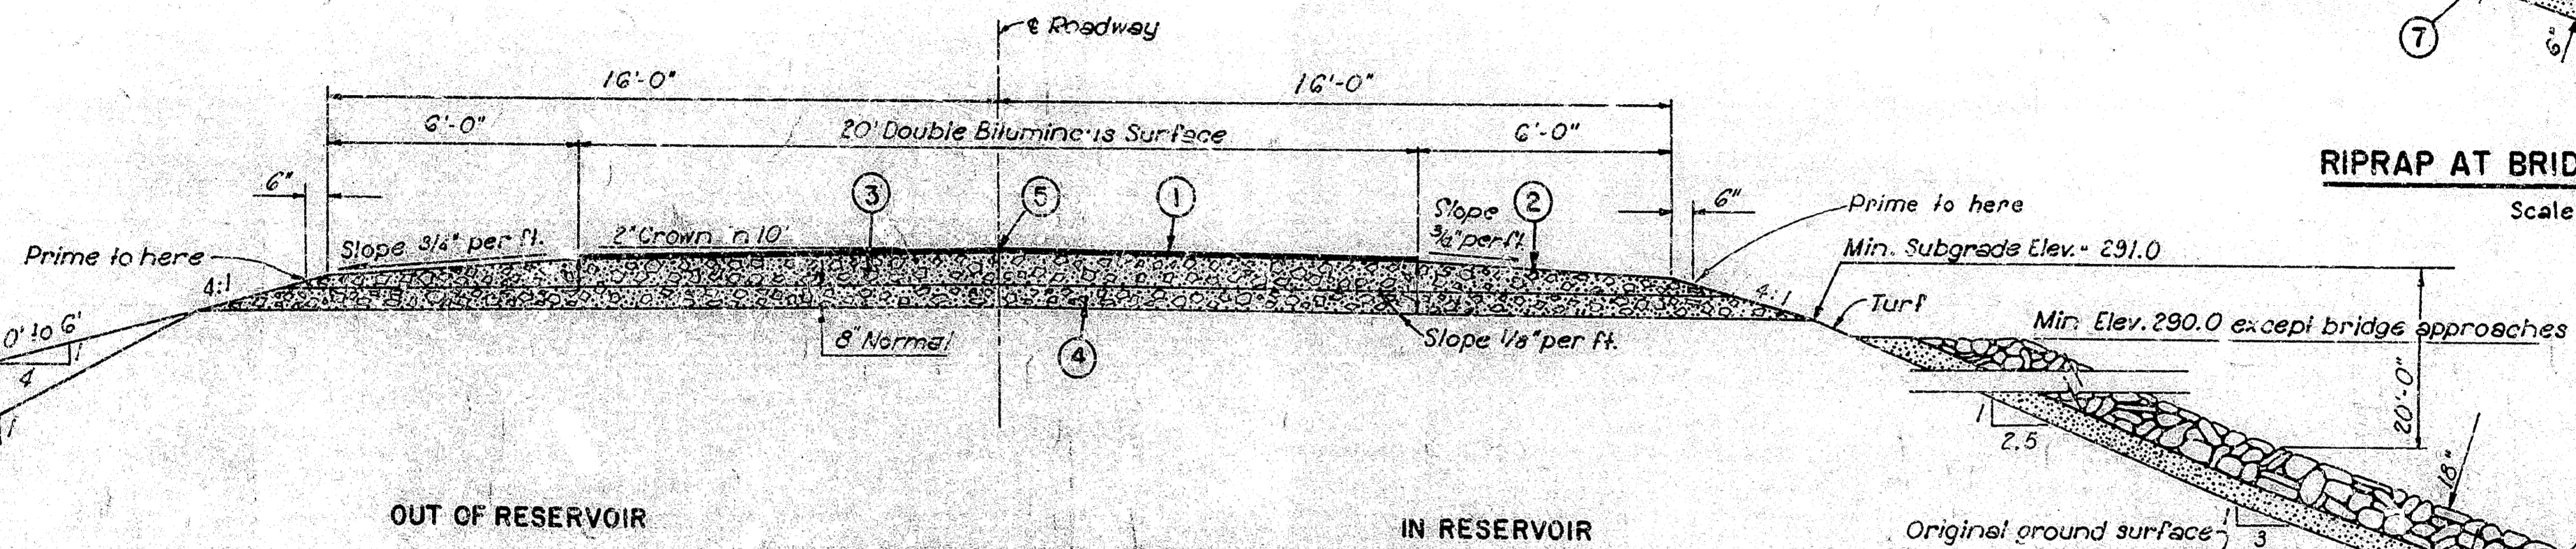 ℄ Roadway
7
6"
16'-0"
16'-0"
6'-0"
20' Double Bituminous Surface
6'-0"
RIPRAP AT BRID
Scale
6"
3
5
1
Slope
3/4" per ft.
2
6"
Prime to here
Prime to here
Slope 3/4" per ft.
2" Crown in 10'
Min. Subgrade Elev. = 291.0
4:1
4:1
Turf
0' to 6'
1
4
1
8" Normal
4
Slope 1/8" per ft.
Min. Elev. 290.0 except bridge approaches
20'-0"
1
2.5
18"
OUT OF RESERVOIR
IN RESERVOIR
Original ground surface
1
3